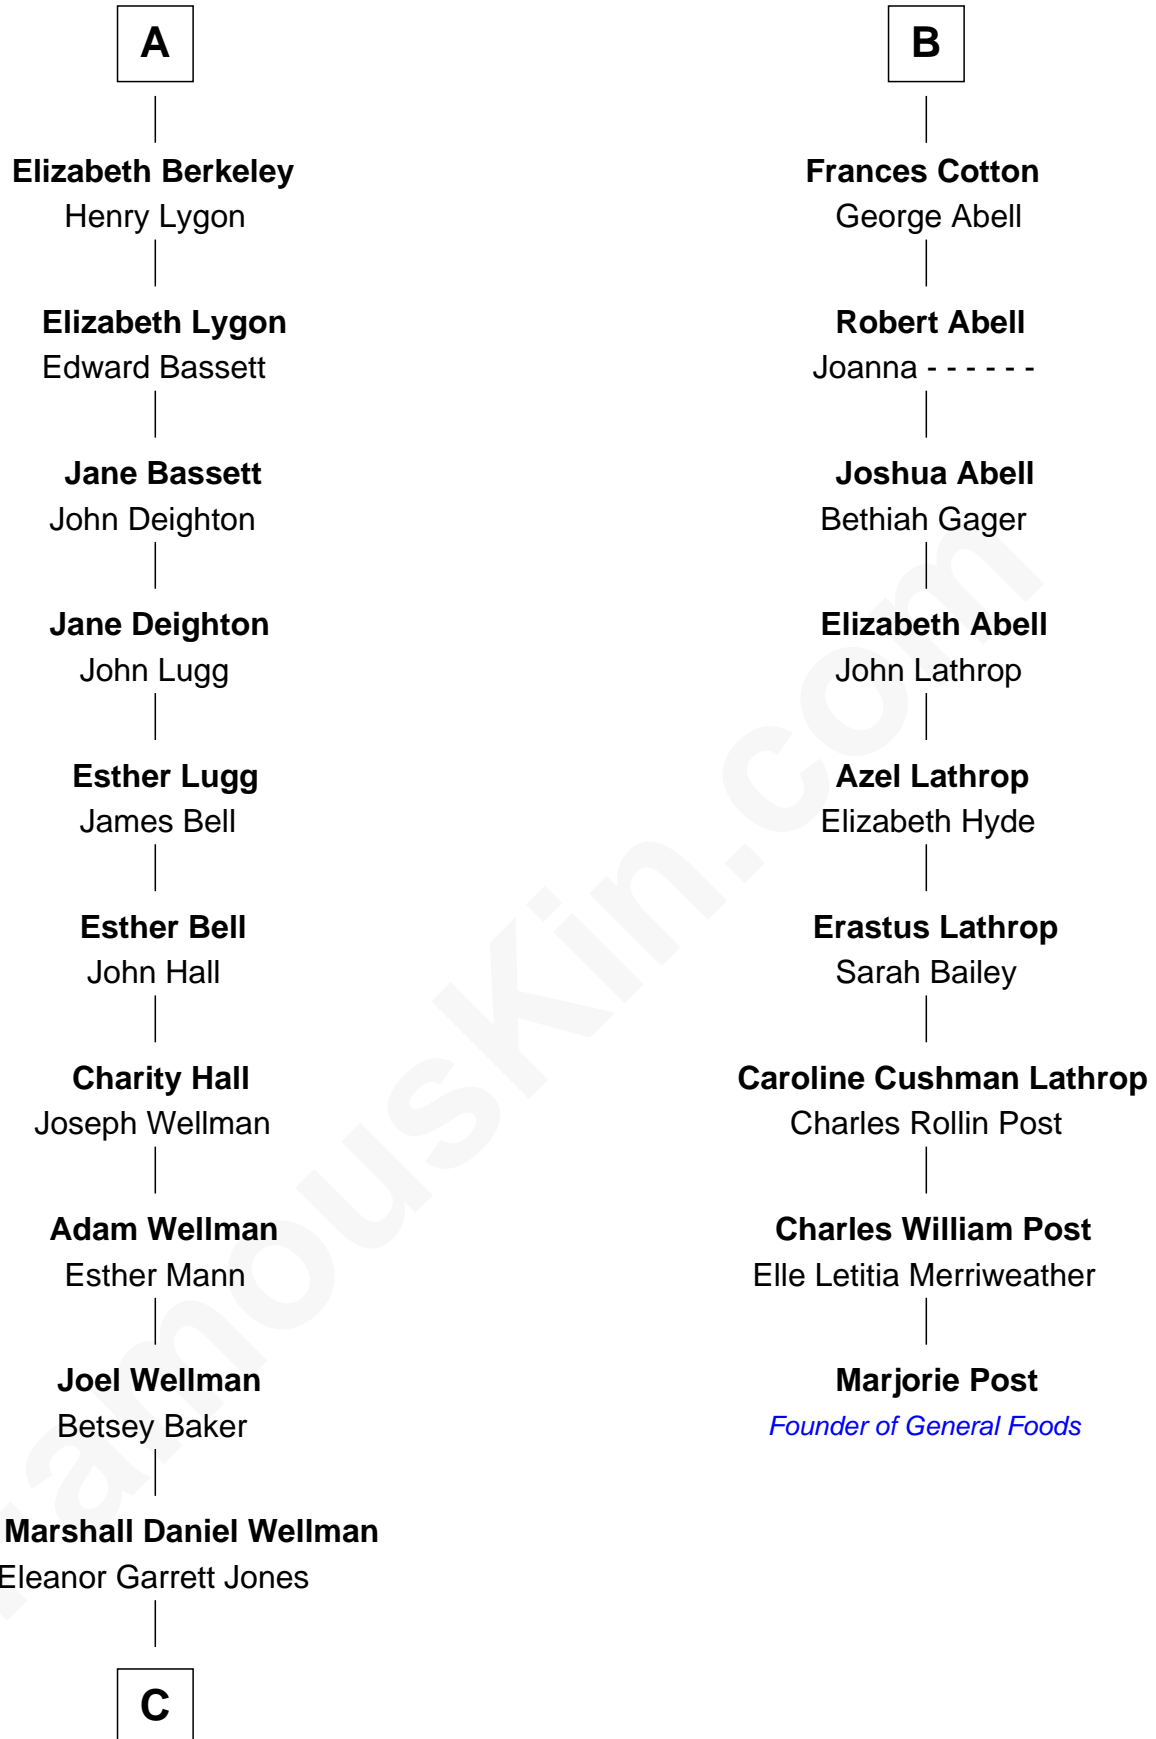 A
Elizabeth Berkeley
Henry Lygon
Elizabeth Lygon
Edward Bassett
Jane Bassett
John Deighton
Jane Deighton
John Lugg
Esther Lugg
James Bell
Esther Bell
John Hall
Charity Hall
Joseph Wellman
Adam Wellman
Esther Mann
Joel Wellman
Betsey Baker
Marshall Daniel Wellman
Eleanor Garrett Jones
C
B
Frances Cotton
George Abell
Robert Abell
Joanna - - - - - -
Joshua Abell
Bethiah Gager
Elizabeth Abell
John Lathrop
Azel Lathrop
Elizabeth Hyde
Erastus Lathrop
Sarah Bailey
Caroline Cushman Lathrop
Charles Rollin Post
Charles William Post
Elle Letitia Merriweather
Marjorie Post
Founder of General Foods
FamousKin.com